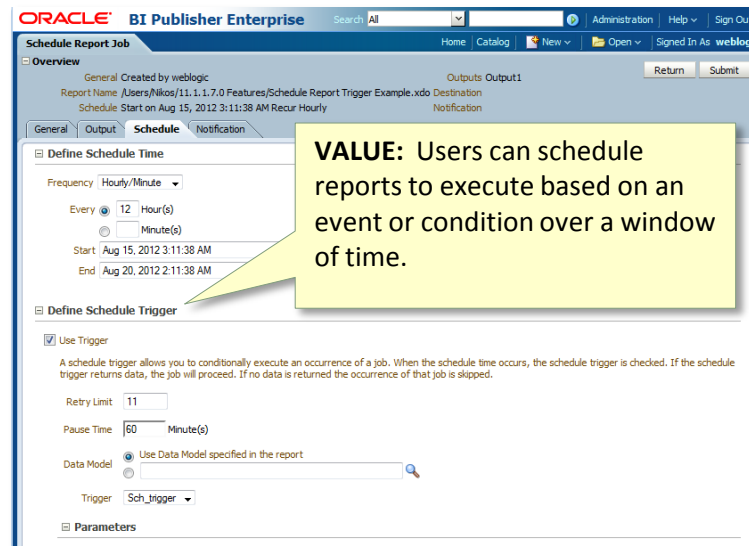 ORACLE BI Publisher Enterprise Search All Administration Help Sign Ou
Schedule Report Job Home Catalog New Open Signed In As weblog
Overview
General Created by weblogic Outputs Output1 Return Submit
Report Name /Users/Nikos/11.1.1.7.0 Features/Schedule Report Trigger Example.xdo Destination
Schedule Start on Aug 15, 2012 3:11:38 AM Recur Hourly Notification
General Output Schedule Notification
Define Schedule Time
Frequency Hourly/Minute
Every 12 Hour(s)
Minute(s)
Start Aug 15, 2012 3:11:38 AM
End Aug 20, 2012 2:11:38 AM
VALUE: Users can schedule
reports to execute based on an
event or condition over a window
of time.
Define Schedule Trigger
Use Trigger
A schedule trigger allows you to conditionally execute an occurrence of a job. When the schedule time occurs, the schedule trigger is checked. If the schedule
trigger returns data, the job will proceed. If no data is returned the occurrence of that job is skipped.
Retry Limit 11
Pause Time 60 Minute(s)
Data Model Use Data Model specified in the report
Trigger Sch_trigger
Parameters